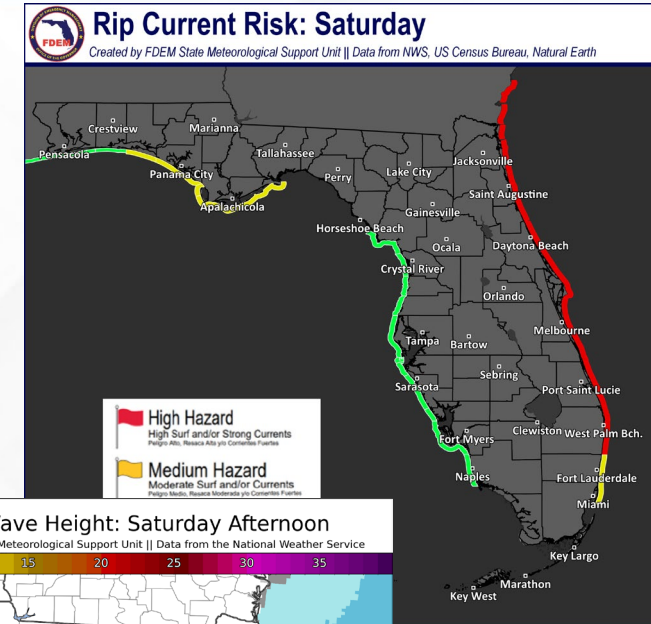 Rip Current Risk: Saturday
FDEM
Created by FDEM State Meteorological Support Unit || Data from NWS, US Census Bureau, Natural Earth
Crestview
Marianna
Pensacola
Tallahassee
Jacksonville
Panama City
Perry
Lake City
Saint Augustine
Apalachicola
Gainesville
Horseshoe Beach
Ocala
Daytona Beach
Crystal River
Orlando
Melbourne
Tampa
Bartow
Sebring
Sarasota
Port Saint Lucie
Clewiston
West Palm Bch.
Fort Myers
Naples
Fort Lauderdale
Miami
Key Largo
Marathon
Key West
High Hazard
High Surf and/or Strong Currents
Peligro Alto, Resaca Alta y/o Corrientes Fuertes
Medium Hazard
Moderate Surf and/or Currents
Peligro Medio, Resaca Moderada y/o Corrientes Fuertes
ave Height: Saturday Afternoon
Meteorological Support Unit || Data from the National Weather Service
15 20 25 30 35